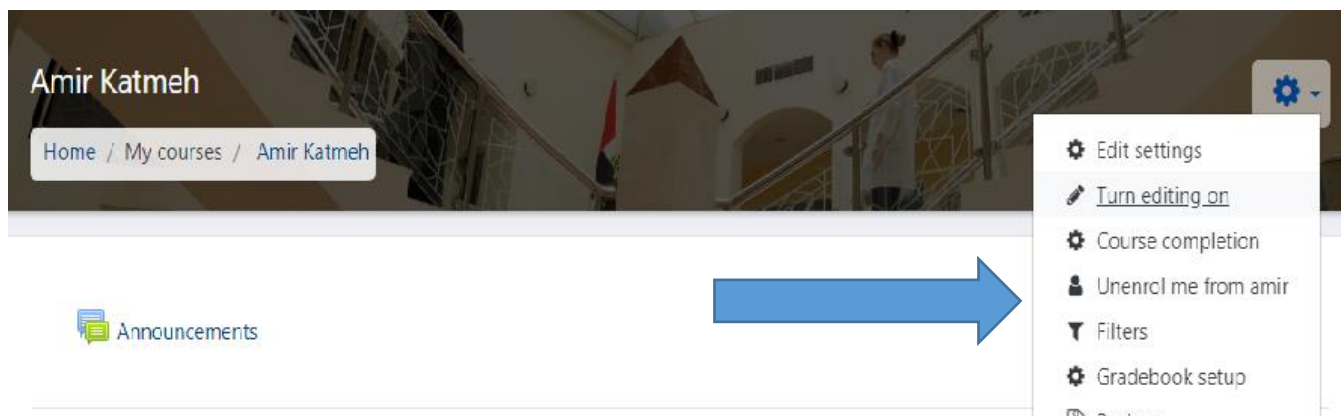 Amir Katmeh
Home / My courses / Amir Katmeh
Edit settings
Turn editing on
Course completion
Unenrol me from amir
Filters
Gradebook setup
Announcements